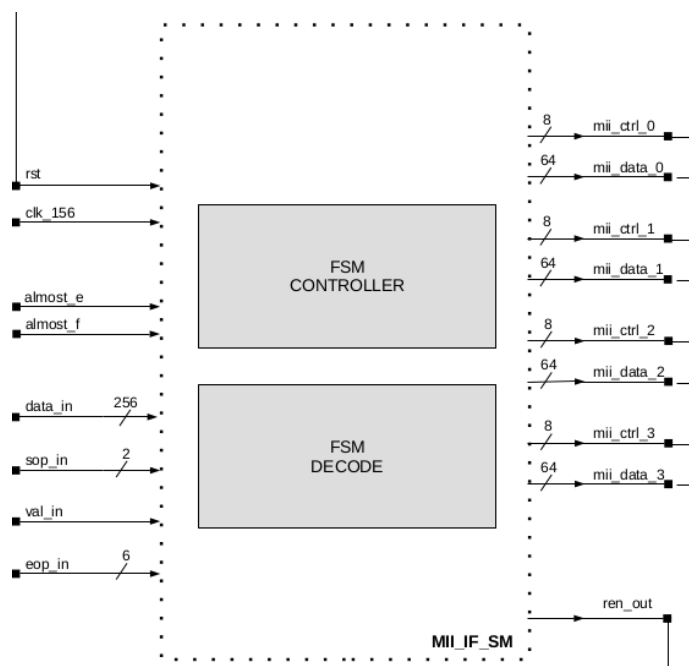 8
mii_ctrl_0
64
mii_data_0
rst
clk_156
8
mii_ctrl_1
FSM
CONTROLLER
64
mii_data_1
almost_e
almost_f
8
mii_ctrl_2
64
mii_data_2
data_in
256
8
mii_ctrl_3
FSM
DECODE
sop_in
2
64
mii_data_3
val_in
eop_in
6
ren_out
MII_IF_SM